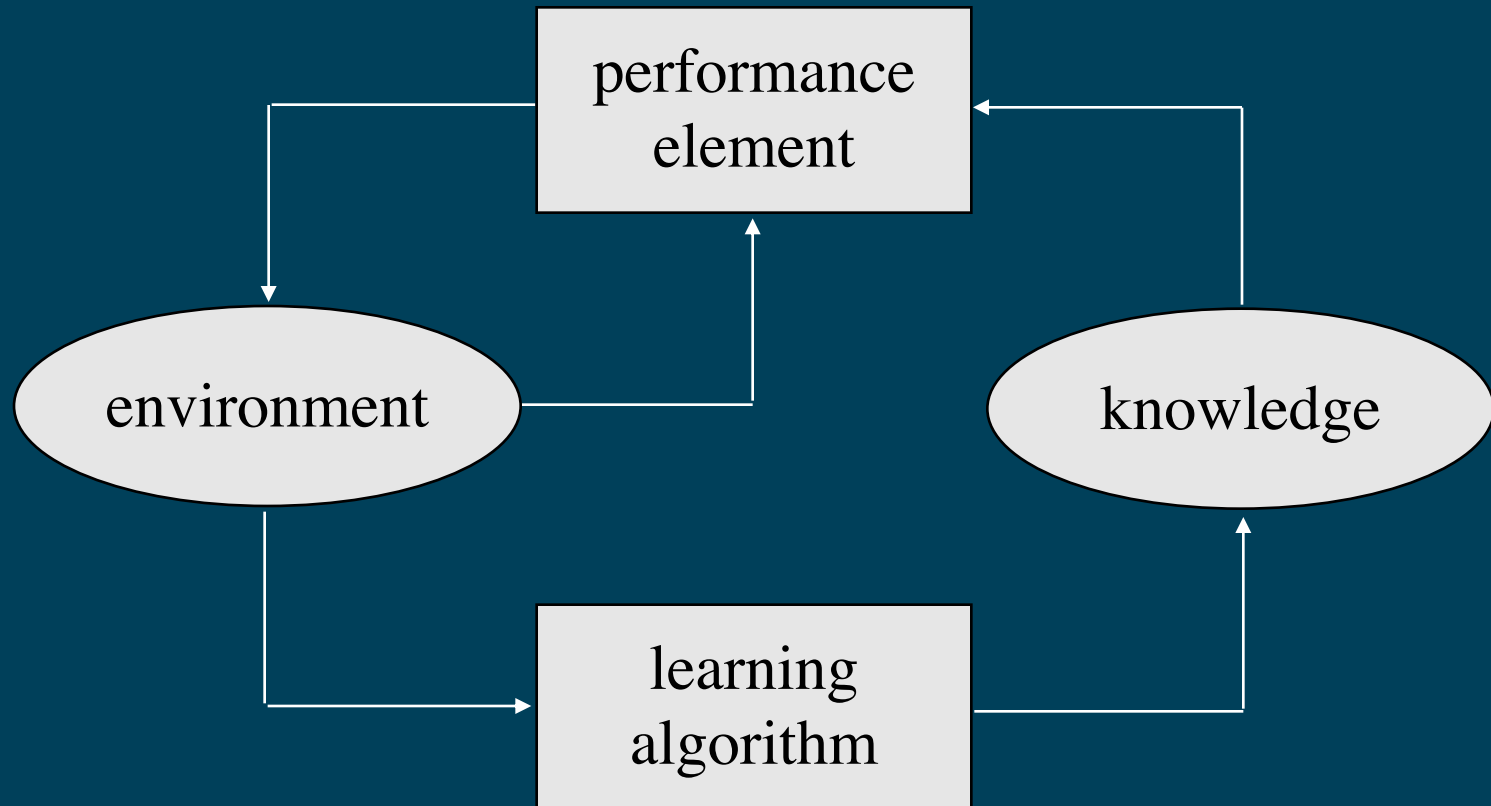 performance
element
environment
knowledge
learning
algorithm